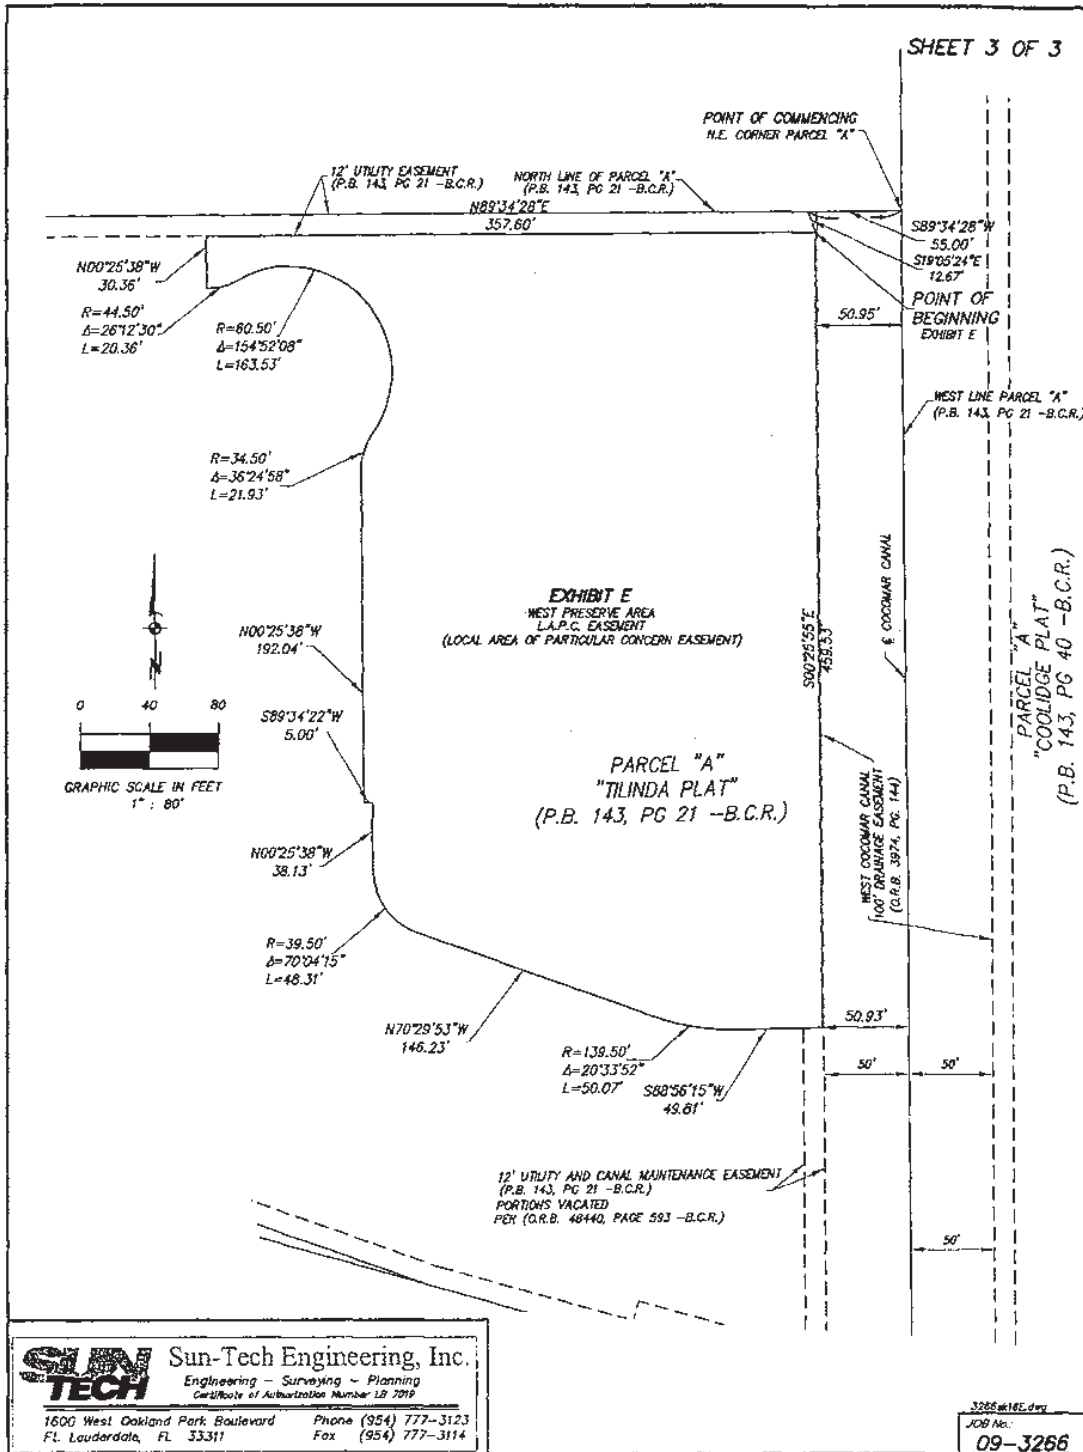 SHEET 3 OF 3
POINT OF COMMENCING
N.E. CORNER PARCEL "A"
12' UTILITY EASEMENT
(P.B. 143, PG 21 -B.C.R.)
NORTH LINE OF PARCEL "A"
(P.B. 143, PG 21 -B.C.R.)
N89°34'28"E
357.60'
S89°34'28"W
55.00'
S19°05'24"E
12.67'
POINT OF
BEGINNING
EXHIBIT E
N00°25'38"W
30.36'
R=44.50'
Δ=26°12'30"
L=20.36'
R=60.50'
Δ=154°52'08"
L=163.53'
50.95'
WEST LINE PARCEL "A"
(P.B. 143, PG 21 -B.C.R.)
R=34.50'
Δ=36°24'58"
L=21.93'
EXHIBIT E
WEST PRESERVE AREA
L.A.P.C. EASEMENT
(LOCAL AREA OF PARTICULAR CONCERN EASEMENT)
N00°25'38"W
192.04'
S00°25'55"E
459.53'
℄ COCOMAR CANAL
PARCEL "A"
"COOLIDGE PLAT"
(P.B. 143, PG 40 -B.C.R.)
N
0 40 80
GRAPHIC SCALE IN FEET
1" : 80'
S89°34'22"W
5.00'
PARCEL "A"
"TILINDA PLAT"
(P.B. 143, PG 21 -B.C.R.)
WEST COCOMAR CANAL
100' DRAINAGE EASEMENT
(O.R.B. 3974, PG. 144)
N00°25'38"W
38.13'
R=39.50'
Δ=70°04'15"
L=48.31'
N70°29'53"W
146.23'
R=139.50'
Δ=20°33'52"
L=50.07'
S88°56'15"W
49.81'
50.93'
50' 50'
12' UTILITY AND CANAL MAINTENANCE EASEMENT
(P.B. 143, PG 21 -B.C.R.)
PORTIONS VACATED
PER (O.R.B. 48440, PAGE 593 -B.C.R.)
50'
SUN
TECH
Sun-Tech Engineering, Inc.
Engineering - Surveying - Planning
Certificate of Authorization Number LB 7019
1600 West Oakland Park Boulevard
Ft. Lauderdale, FL 33311
Phone (954) 777-3123
Fax (954) 777-3114
JOB No.:
09-3266